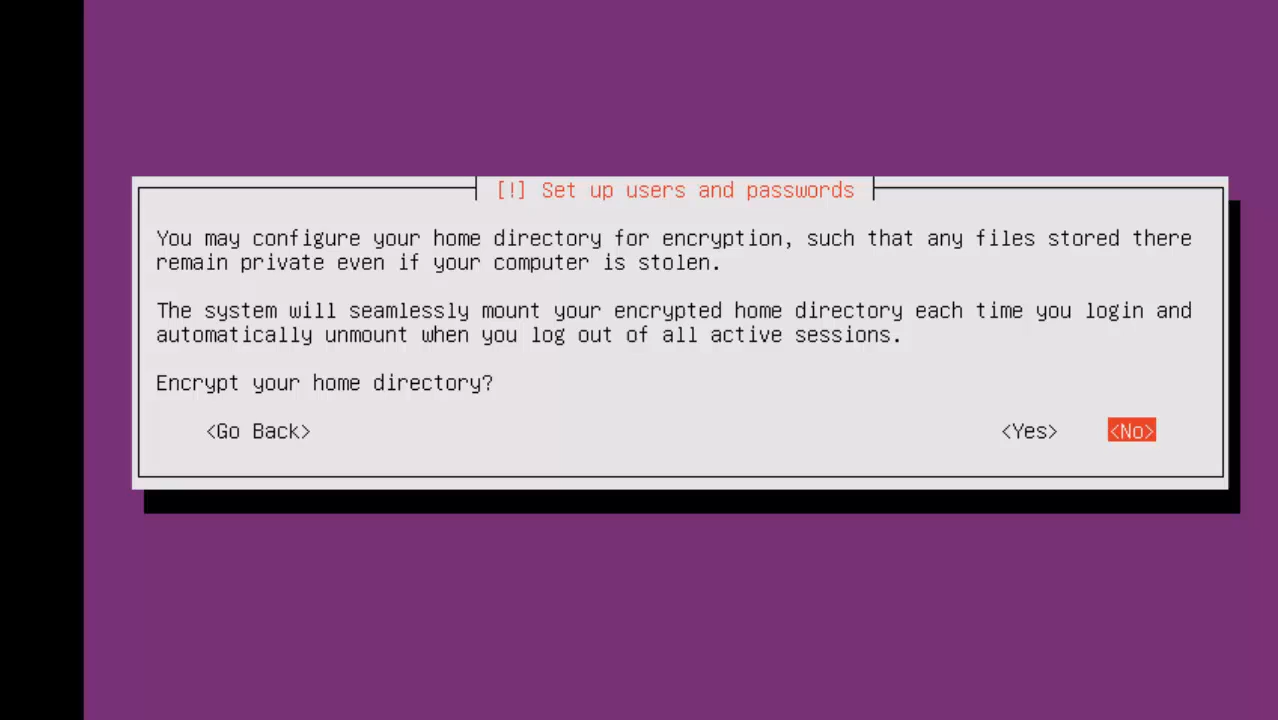 [!] Set up users and passwords
You may configure your home directory for encryption, such that any files stored there
remain private even if your computer is stolen.
The system will seamlessly mount your encrypted home directory each time you login and
automatically unmount when you log out of all active sessions.
Encrypt your home directory?
<Go Back> <Yes> <No>